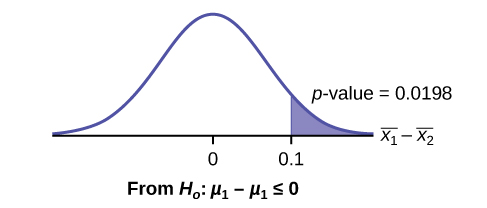 p-value = 0.0198
x̅₁ – x̅₂
0 0.1
From Hₒ: μ₁ – μ₁ ≤ 0